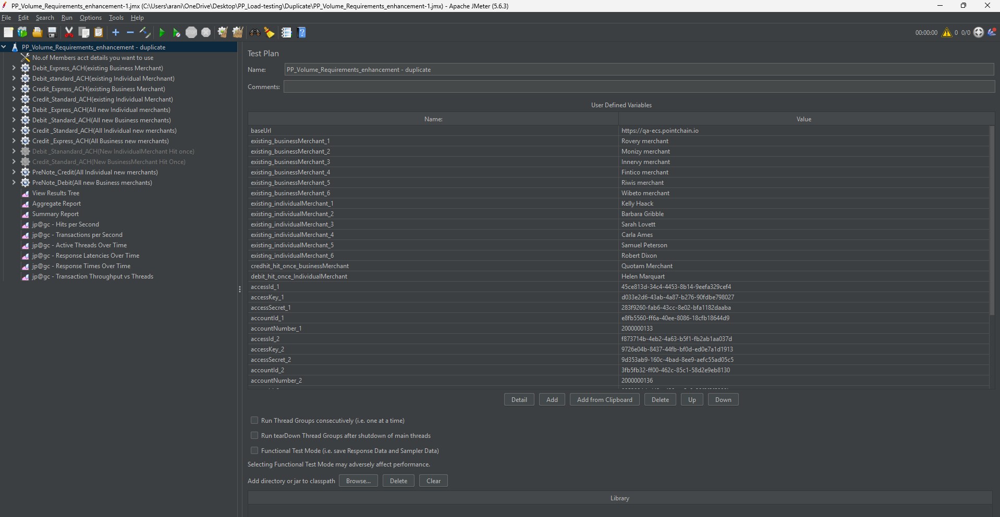 PP_Volume_Requirements_enhancement-1.jmx (C:\Users\arani\OneDrive\Desktop\PP_Load-testing\Duplicate\PP_Volume_Requirements_enhancement-1.jmx) - Apache JMeter (5.6.3)
File Edit Search Run Options Tools Help
STOP ? 00:00:00 0 0/0
PP_Volume_Requirements_enhancement - duplicate
No.of Members acct details you want to use
Debit_Express_ACH(existing Business Merchant)
Debit_standard_ACH(existing Individual Merchnant)
Credit_Express_ACH(existing Business Merchant)
Credit_Standard_ACH(existing Individual Merchant)
Debit _Express_ACH(All new Individual merchants)
Debit _Standard_ACH(All new Business merchants)
Credit _Standard_ACH(All Individual new merchants)
Credit _Express_ACH(All Business new merchants)
Debit _Stanandard_ACH(New IndividualMerchant Hit once)
Credit_Standard_ACH(New BusinessMerchant Hit Once)
PreNote_Credit(All Individual new merchants)
PreNote_Debit(All new Business merchants)
View Results Tree
Aggregate Report
Summary Report
jp@gc - Hits per Second
jp@gc - Transactions per Second
jp@gc - Active Threads Over Time
jp@gc - Response Latencies Over Time
jp@gc - Response Times Over Time
jp@gc - Transaction Throughput vs Threads
Test Plan
Name: PP_Volume_Requirements_enhancement - duplicate
Comments:
User Defined Variables
Name: Value
baseUrl https://qa-ecs.pointchain.io
existing_businessMerchant_1 Rovery merchant
existing_businessMerchant_2 Monizy merchant
existing_businessMerchant_3 Innervy merchant
existing_businessMerchant_4 Fintico merchant
existing_businessMerchant_5 Riwis merchant
existing_businessMerchant_6 Wibeto merchant
existing_individualMerchant_1 Kelly Haack
existing_individualMerchant_2 Barbara Gribble
existing_individualMerchant_3 Sarah Lovett
existing_individualMerchant_4 Carla Ames
existing_individualMerchant_5 Samuel Peterson
existing_individualMerchant_6 Robert Dixon
credhit_hit_once_businessMerchant Quotam Merchant
debit_hit_once_IndividualMerchant Helen Marquart
accessId_1 45ce813d-34c4-4453-8b14-9eefa329cef4
accessKey_1 d033e2d6-43ab-4a87-b276-90fdbe798027
accessSecret_1 283f9260-fab6-43cc-8e02-bfa1182daaba
accountId_1 e8fb5560-ff6a-40ee-8086-18cfb18644d9
accountNumber_1 2000000133
accessId_2 f873714b-4eb2-4a63-b5f1-fb2ab1aa037d
accessKey_2 9726e04b-8437-44fb-bf0d-ed0e7a1d1913
accessSecret_2 9d353ab9-160c-4bad-8ee9-aefc55ad05c5
accountId_2 3fb5fb32-ff00-462c-85c1-58d2e9eb8130
accountNumber_2 2000000136
Detail Add Add from Clipboard Delete Up Down
Run Thread Groups consecutively (i.e. one at a time)
Run tearDown Thread Groups after shutdown of main threads
Functional Test Mode (i.e. save Response Data and Sampler Data)
Selecting Functional Test Mode may adversely affect performance.
Add directory or jar to classpath Browse... Delete Clear
Library